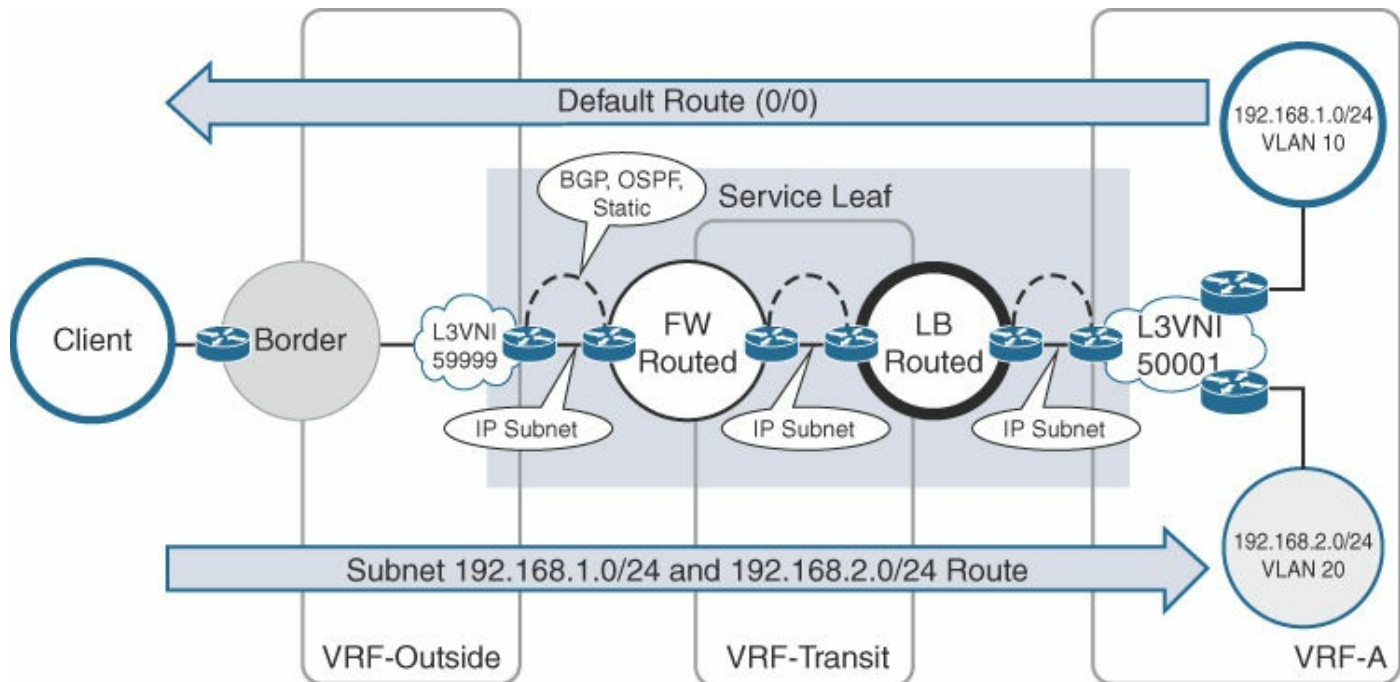 Default Route (0/0)
192.168.1.0/24
VLAN 10
BGP, OSPF,
Static
Service Leaf
Client
Border
L3VNI
59999
FW
Routed
LB
Routed
L3VNI
50001
IP Subnet
IP Subnet
IP Subnet
192.168.2.0/24
VLAN 20
Subnet 192.168.1.0/24 and 192.168.2.0/24 Route
VRF-Outside
VRF-Transit
VRF-A